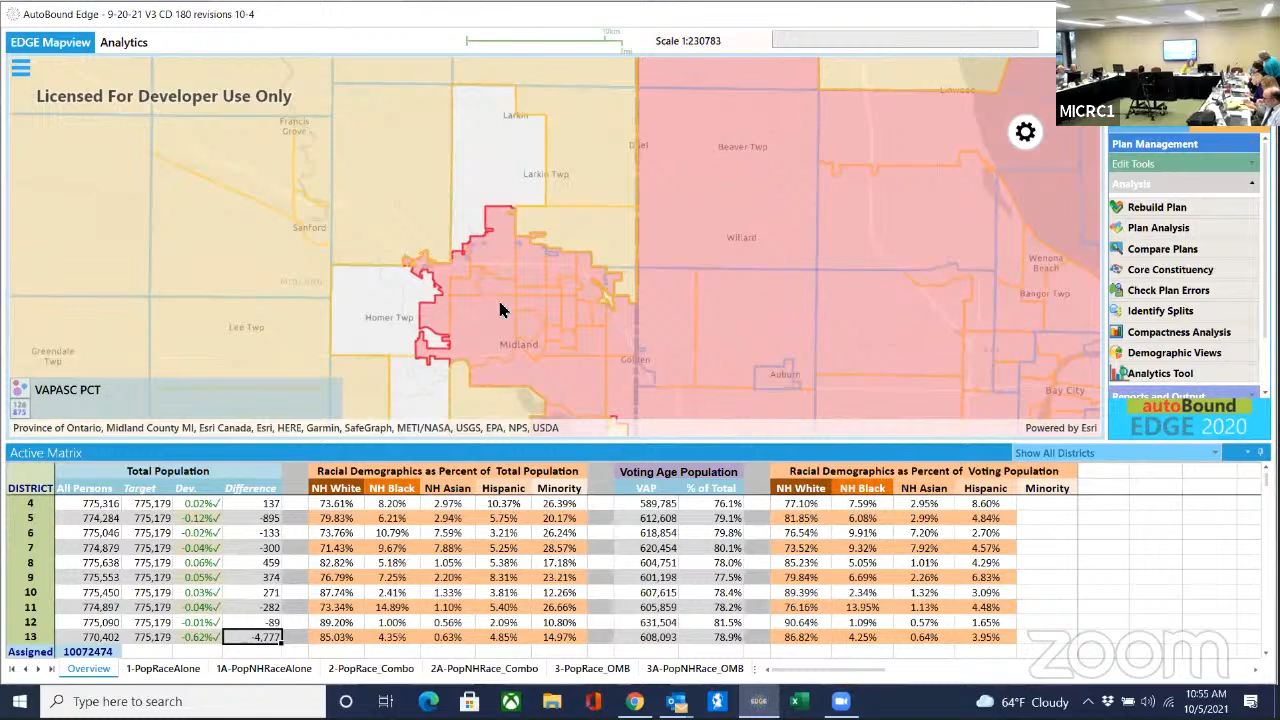 AutoBound Edge - 9-20-21 V3 CD 180 revisions 10-4
EDGE Mapview Analytics
10km
Scale 1:230783
Licensed For Developer Use Only
MICRC1
Francis Grove
Larkin
Larkin Twp
Beaver Twp
Linwood
Sanford
Willard
Wenona Beach
Bangor Twp
Homer Twp
Lee Twp
Midland
Golden
Greendale Twp
Auburn
Bay City
VAPASC PCT
Province of Ontario, Midland County MI, Esri Canada, Esri, HERE, Garmin, SafeGraph, METI/NASA, USGS, EPA, NPS, USDA
Powered by Esri
Plan Management
Edit Tools
Analysis
Rebuild Plan
Plan Analysis
Compare Plans
Core Constituency
Check Plan Errors
Identify Splits
Compactness Analysis
Demographic Views
Analytics Tool
Reports and Output
autoBound
EDGE 2020
Active Matrix
Show All Districts
Total Population Racial Demographics as Percent of Total Population Voting Age Population Racial Demographics as Percent of Voting Population
DISTRICT All Persons Target Dev. Difference NH White NH Black NH Asian Hispanic Minority VAP % of Total NH White NH Black NH Asian Hispanic Minority
4 775,316 775,179 0.02%✓ 137 73.61% 8.20% 2.97% 10.37% 26.39% 589,785 76.1% 77.10% 7.59% 2.95% 8.60%
5 774,284 775,179 -0.12%✓ -895 79.83% 6.21% 2.94% 5.75% 20.17% 612,608 79.1% 81.85% 6.08% 2.99% 4.84%
6 775,046 775,179 -0.02%✓ -133 73.76% 10.79% 7.59% 3.21% 26.24% 618,854 79.8% 76.54% 9.91% 7.20% 2.70%
7 774,879 775,179 -0.04%✓ -300 71.43% 9.67% 7.88% 5.25% 28.57% 620,454 80.1% 73.52% 9.32% 7.92% 4.57%
8 775,638 775,179 0.06%✓ 459 82.82% 5.18% 1.05% 5.38% 17.18% 604,751 78.0% 85.23% 5.05% 1.01% 4.29%
9 775,553 775,179 0.05%✓ 374 76.79% 7.25% 2.20% 8.31% 23.21% 601,198 77.5% 79.84% 6.69% 2.26% 6.83%
10 775,450 775,179 0.03%✓ 271 87.74% 2.41% 1.33% 3.81% 12.26% 607,615 78.4% 89.39% 2.34% 1.32% 3.09%
11 774,897 775,179 -0.04%✓ -282 73.34% 14.89% 1.10% 5.40% 26.66% 605,859 78.2% 76.16% 13.95% 1.13% 4.48%
12 775,090 775,179 -0.01%✓ -89 89.20% 1.00% 0.56% 2.09% 10.80% 631,504 81.5% 90.64% 1.09% 0.57% 1.65%
13 770,402 775,179 -0.62%✓ -4,777 85.03% 4.35% 0.63% 4.85% 14.97% 608,093 78.9% 86.82% 4.25% 0.64% 3.95%
Assigned 10072474
Overview 1-PopRaceAlone 1A-PopNHRaceAlone 2-PopRace_Combo 2A-PopNHRace_Combo 3-PopRace_OMB 3A-PopNHRace_OMB
zoom
Type here to search
64°F Cloudy
10:55 AM
10/5/2021